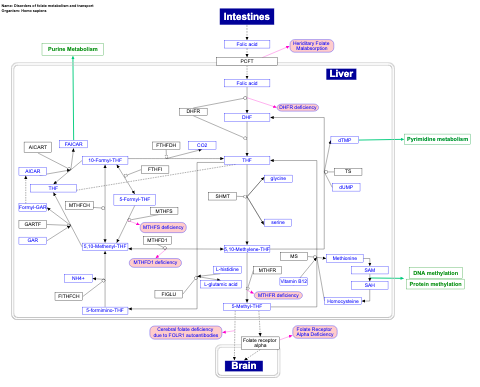 Name: Disorders of folate metabolism and transport
Organism: Homo sapiens
Intestines
Folic acid
Hereditary Folate
Malabsorption
Purine Metabolism
PCFT
Liver
Folic acid
DHFR deficiency
DHFR
DHF
dTMP
Pyrimidine metabolism
FAICAR
AICART
FTHFDH
CO2
10-Formyl-THF
THF
FTHFI
AICAR
TS
glycine
THF
dUMP
5-Formyl-THF
SHMT
Formyl-GAR
MTHFCH
MTHFS
GARTF
MTHFS deficiency
serine
GAR
MTHFD1
5,10-Methenyl-THF
5,10-Methylene-THF
MS
Methionine
MTHFD1 deficiency
L-histidine
MTHFR
SAM
DNA methylation
NH4+
Vitamin B12
L-glutamic acid
SAH
Protein methylation
FITHFCH
FIGLU
MTHFR deficiency
Homocysteine
5-formimino-THF
5-Methyl-THF
Cerebral folate deficiency
due to FOLR1 autoantibodies
Folate Receptor
Alpha Deficiency
Folate receptor
alpha
Brain